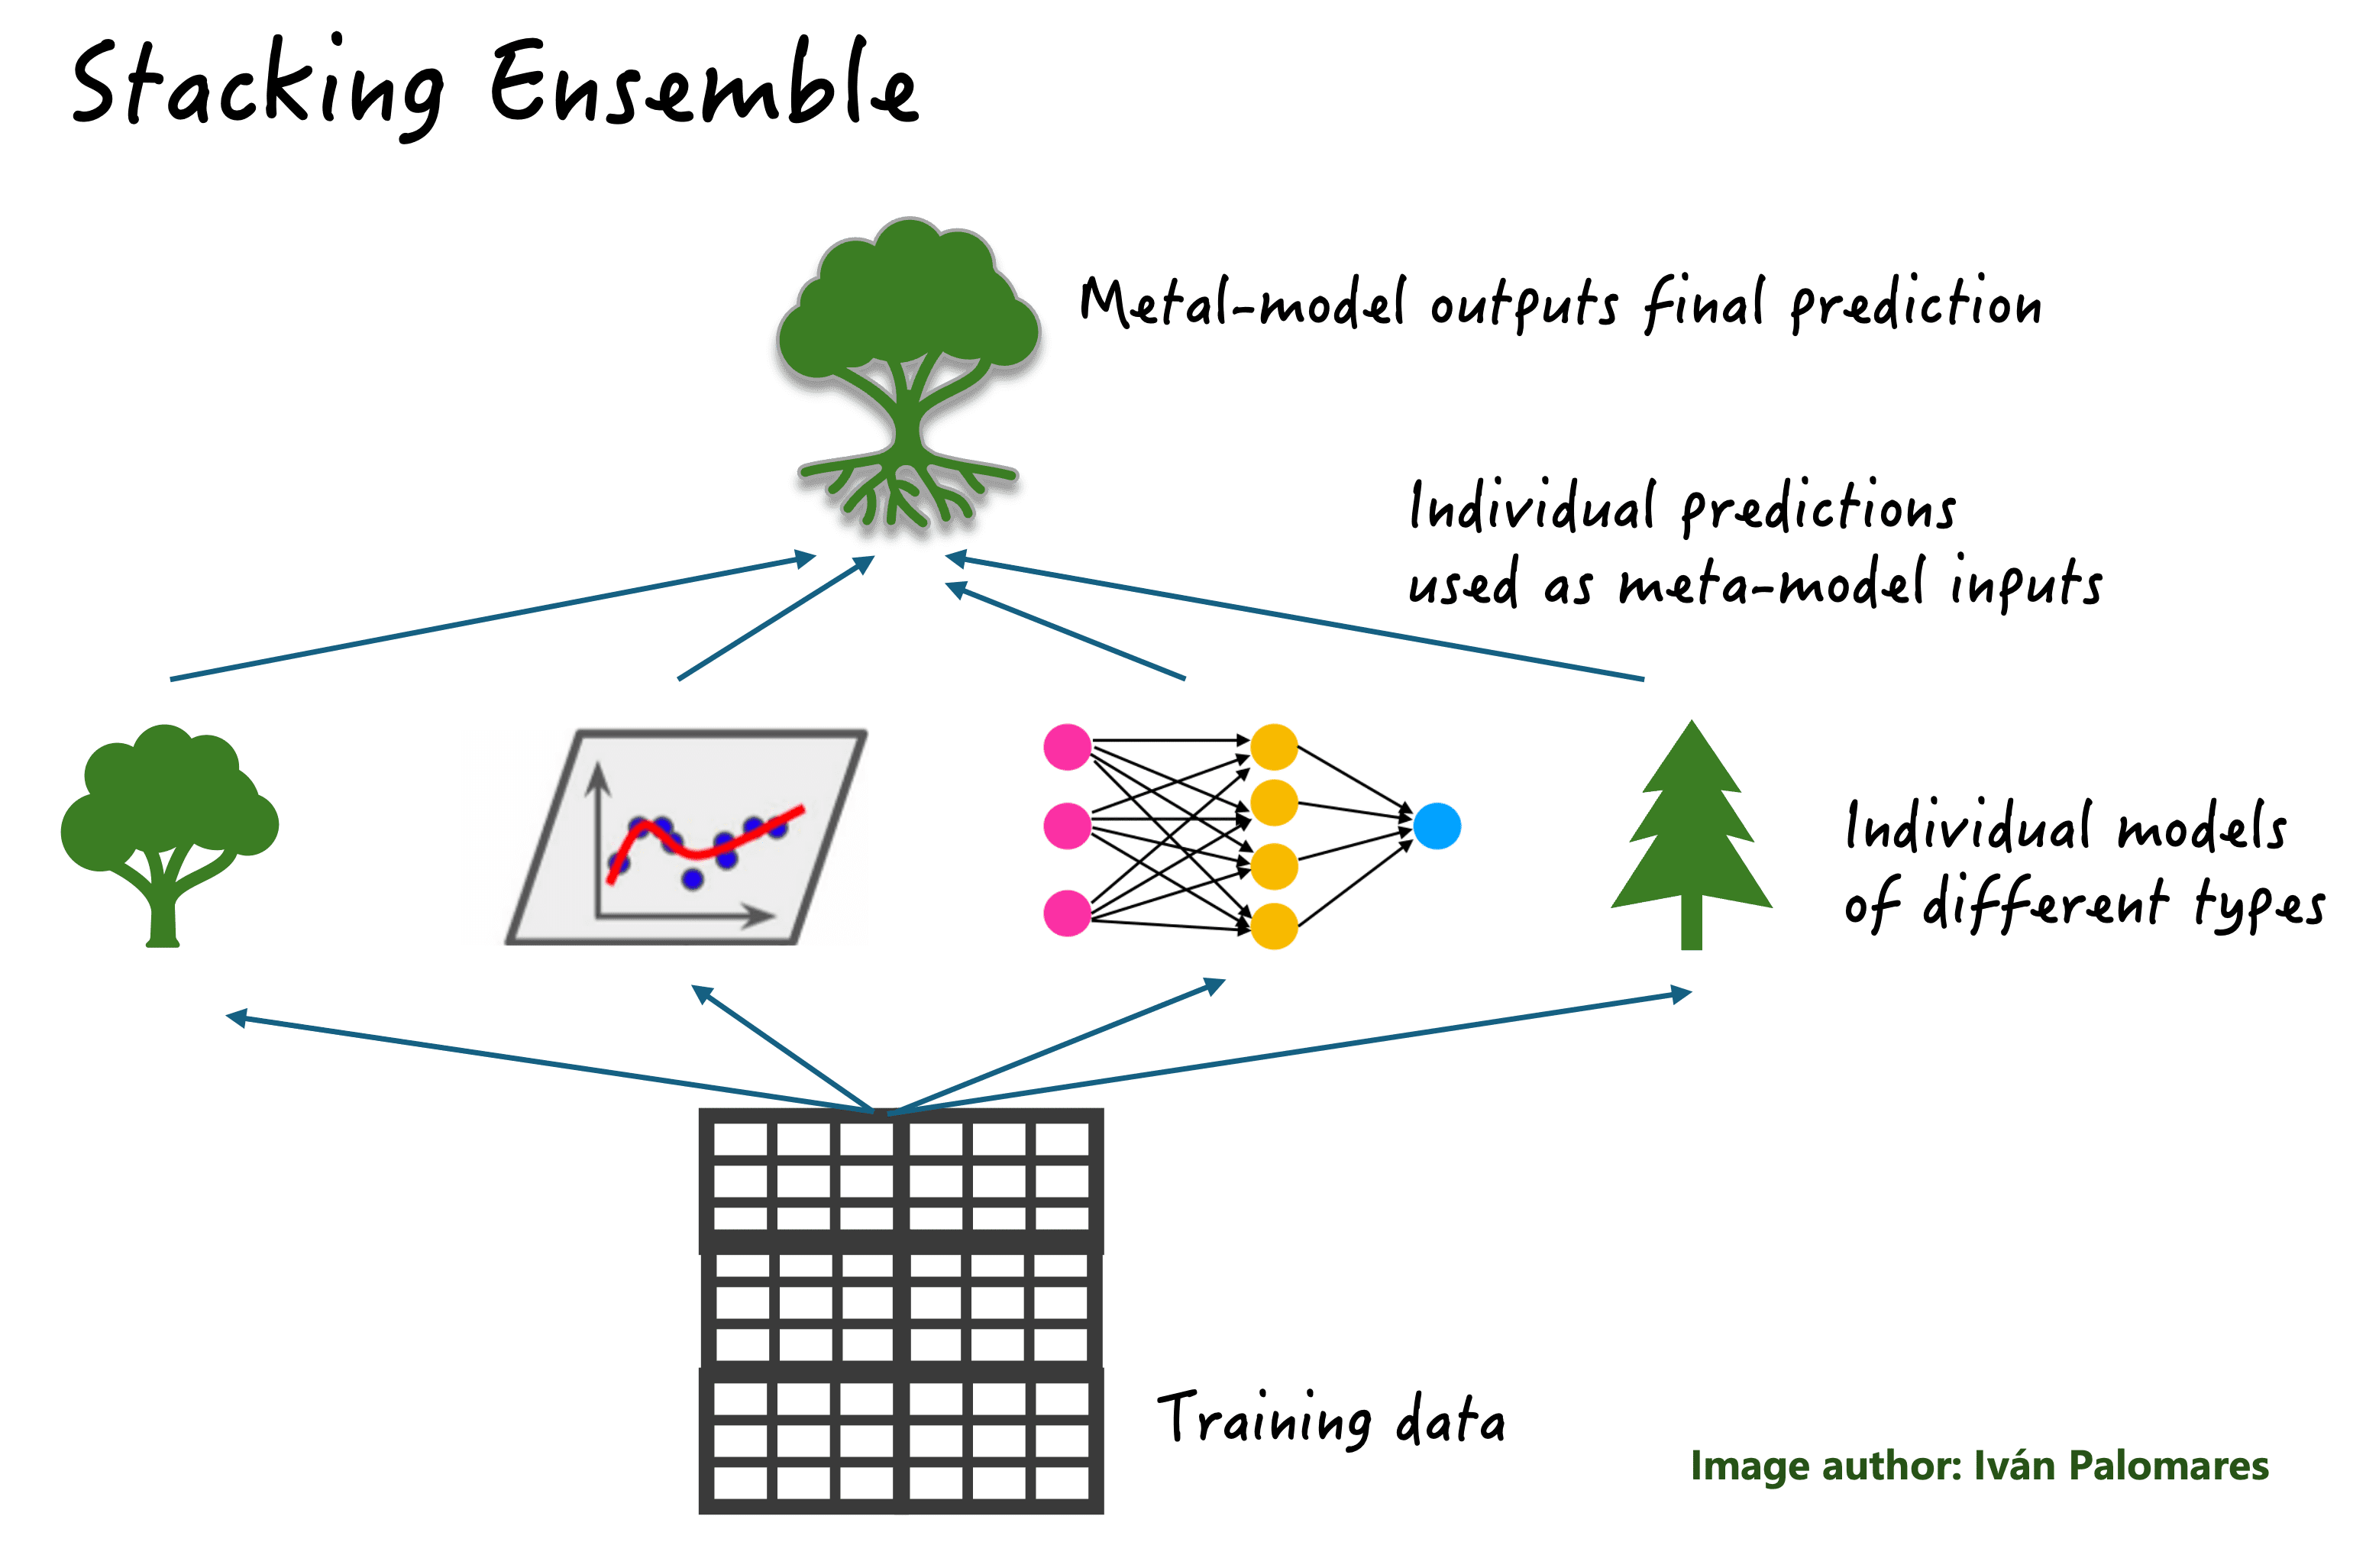 Stacking Ensemble
Metal-model outputs final prediction
Individual predictions
used as meta-model inputs
Individual models
of different types
Training data
Image author: Iván Palomares